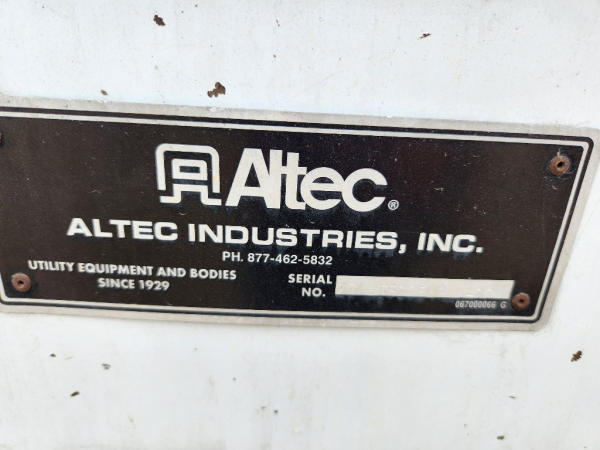 Altec®
ALTEC INDUSTRIES, INC.
PH. 877-462-5832
UTILITY EQUIPMENT AND BODIES
SINCE 1929
SERIAL
NO.
067000066 G